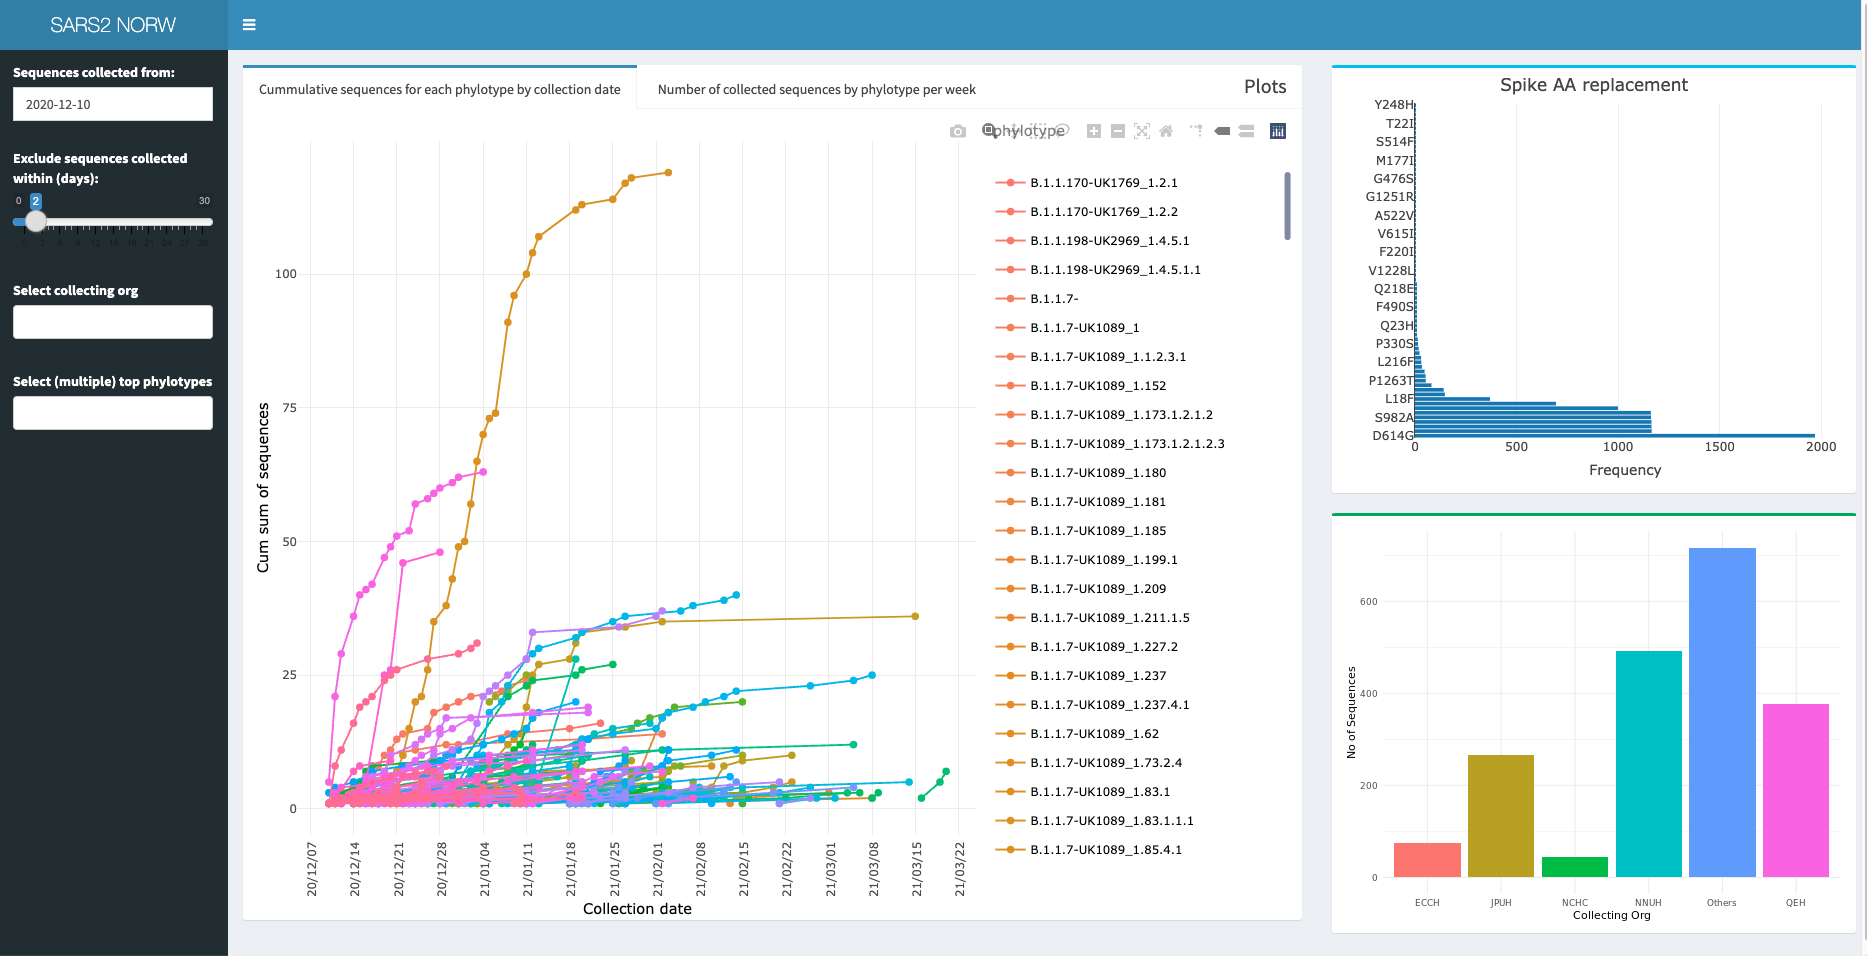 SARS2 NORW
Sequences collected from:
2020-12-10
Exclude sequences collected
within (days):
0 2 30
0 3 6 9 12 15 18 21 24 27 30
Select collecting org
Select (multiple) top phylotypes
Cummulative sequences for each phylotype by collection date
Number of collected sequences by phylotype per week
Plots
phylotype
B.1.1.170-UK1769_1.2.1
B.1.1.170-UK1769_1.2.2
B.1.1.198-UK2969_1.4.5.1
B.1.1.198-UK2969_1.4.5.1.1
B.1.1.7-
B.1.1.7-UK1089_1
B.1.1.7-UK1089_1.1.2.3.1
B.1.1.7-UK1089_1.152
B.1.1.7-UK1089_1.173.1.2.1.2
B.1.1.7-UK1089_1.173.1.2.1.2.3
B.1.1.7-UK1089_1.180
B.1.1.7-UK1089_1.181
B.1.1.7-UK1089_1.185
B.1.1.7-UK1089_1.199.1
B.1.1.7-UK1089_1.209
B.1.1.7-UK1089_1.211.1.5
B.1.1.7-UK1089_1.227.2
B.1.1.7-UK1089_1.237
B.1.1.7-UK1089_1.237.4.1
B.1.1.7-UK1089_1.62
B.1.1.7-UK1089_1.73.2.4
B.1.1.7-UK1089_1.83.1
B.1.1.7-UK1089_1.83.1.1.1
B.1.1.7-UK1089_1.85.4.1
Cum sum of sequences
100
75
50
25
0
20/12/07
20/12/14
20/12/21
20/12/28
21/01/04
21/01/11
21/01/18
21/01/25
21/02/01
21/02/08
21/02/15
21/02/22
21/03/01
21/03/08
21/03/15
21/03/22
Collection date
Spike AA replacement
Y248H
T22I
S514F
M177I
G476S
G1251R
A522V
V615I
F220I
V1228L
Q218E
F490S
Q23H
P330S
L216F
P1263T
L18F
S982A
D614G
0 500 1000 1500 2000
Frequency
No of Sequences
600
400
200
0
ECCH JPUH NCHC NNUH Others QEH
Collecting Org